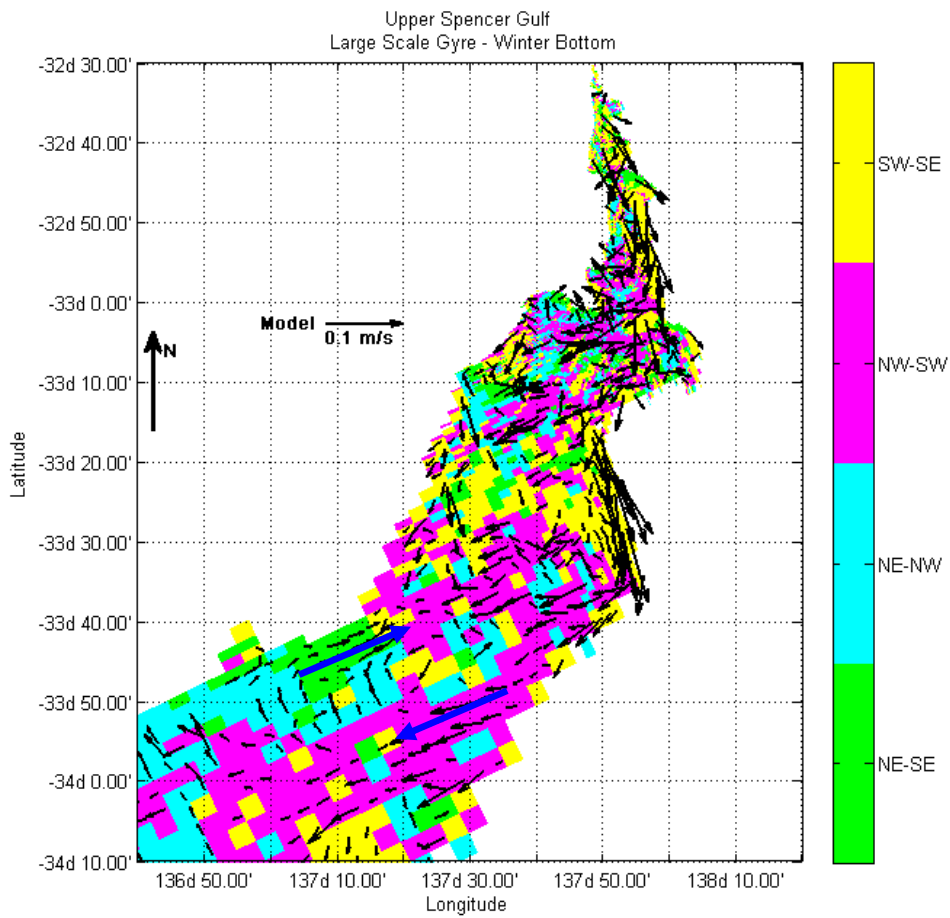 Upper Spencer Gulf
Large Scale Gyre - Winter Bottom
-32d 30.00'
-32d 40.00'
-32d 50.00'
-33d 0.00'
-33d 10.00'
-33d 20.00'
-33d 30.00'
-33d 40.00'
-33d 50.00'
-34d 0.00'
-34d 10.00'
Latitude
N
Model
0.1 m/s
136d 50.00'
137d 10.00'
137d 30.00'
137d 50.00'
138d 10.00'
Longitude
SW-SE
NW-SW
NE-NW
NE-SE